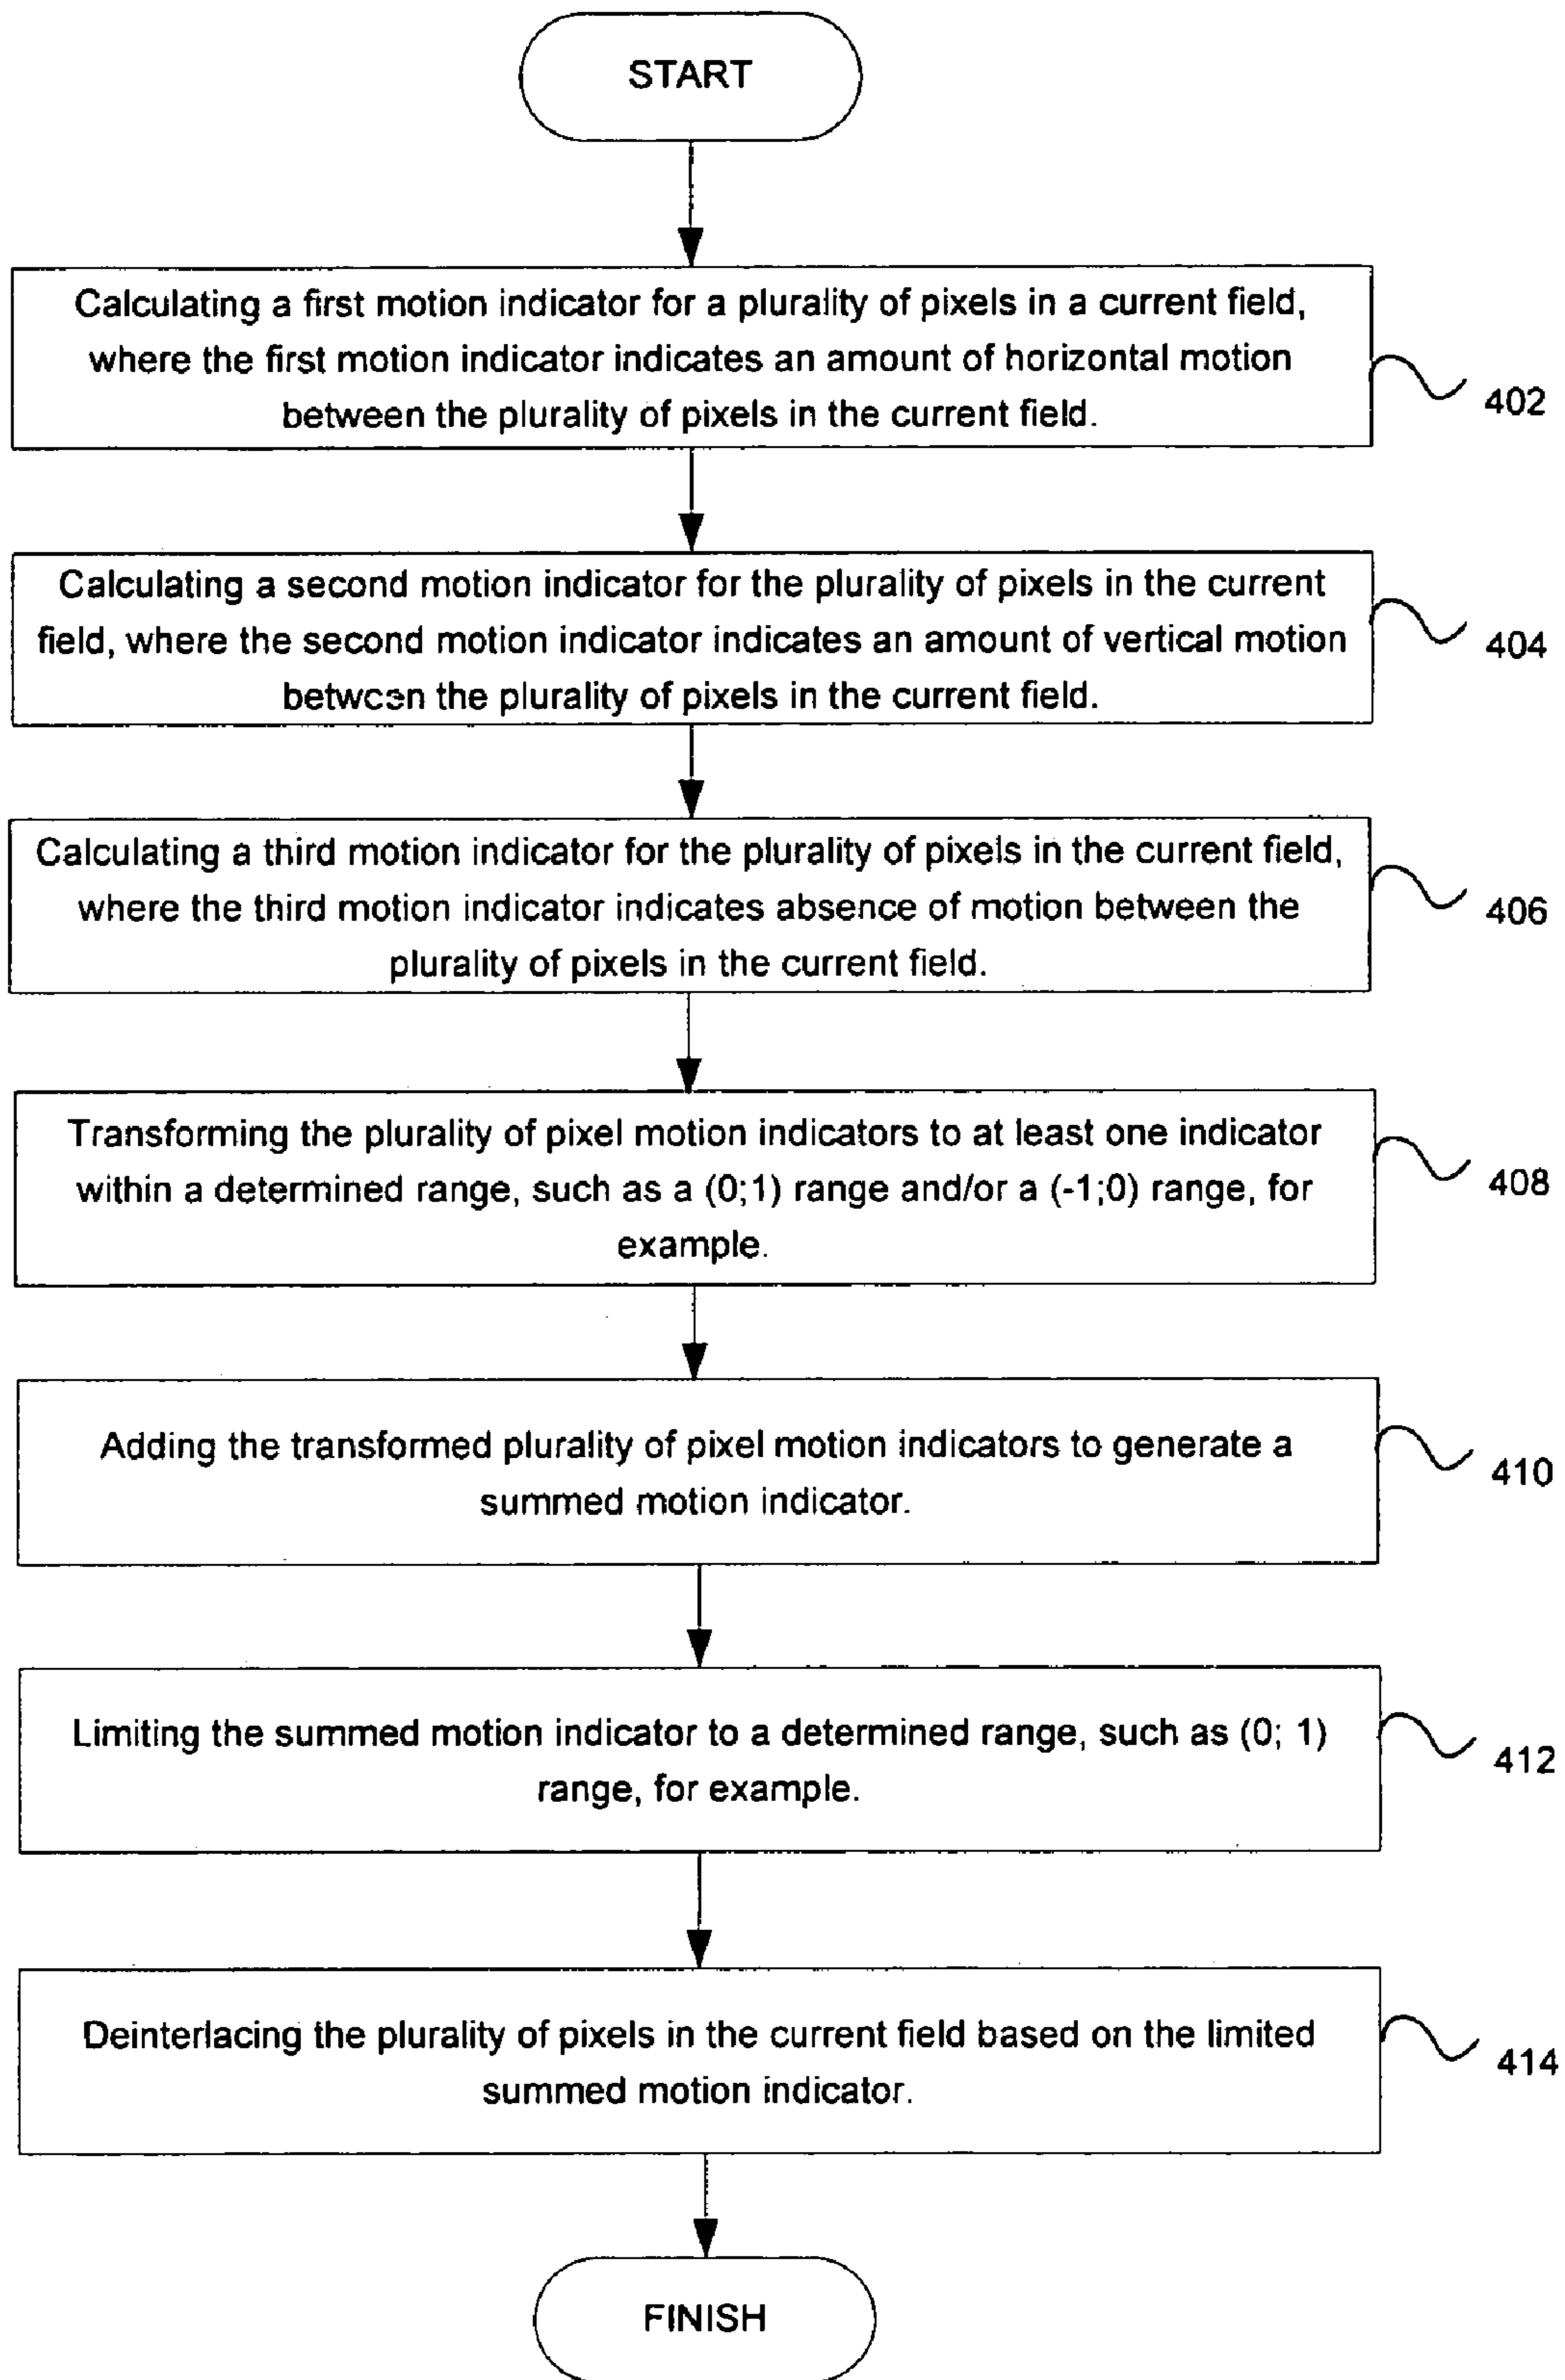 START
Calculating a first motion indicator for a plurality of pixels in a current field,
where the first motion indicator indicates an amount of horizontal motion
between the plurality of pixels in the current field.
402
Calculating a second motion indicator for the plurality of pixels in the current
field, where the second motion indicator indicates an amount of vertical motion
between the plurality of pixels in the current field.
404
Calculating a third motion indicator for the plurality of pixels in the current field,
where the third motion indicator indicates absence of motion between the
plurality of pixels in the current field.
406
Transforming the plurality of pixel motion indicators to at least one indicator
within a determined range, such as a (0;1) range and/or a (-1;0) range, for
example.
408
Adding the transformed plurality of pixel motion indicators to generate a
summed motion indicator.
410
Limiting the summed motion indicator to a determined range, such as (0; 1)
range, for example.
412
Deinterlacing the plurality of pixels in the current field based on the limited
summed motion indicator.
414
FINISH